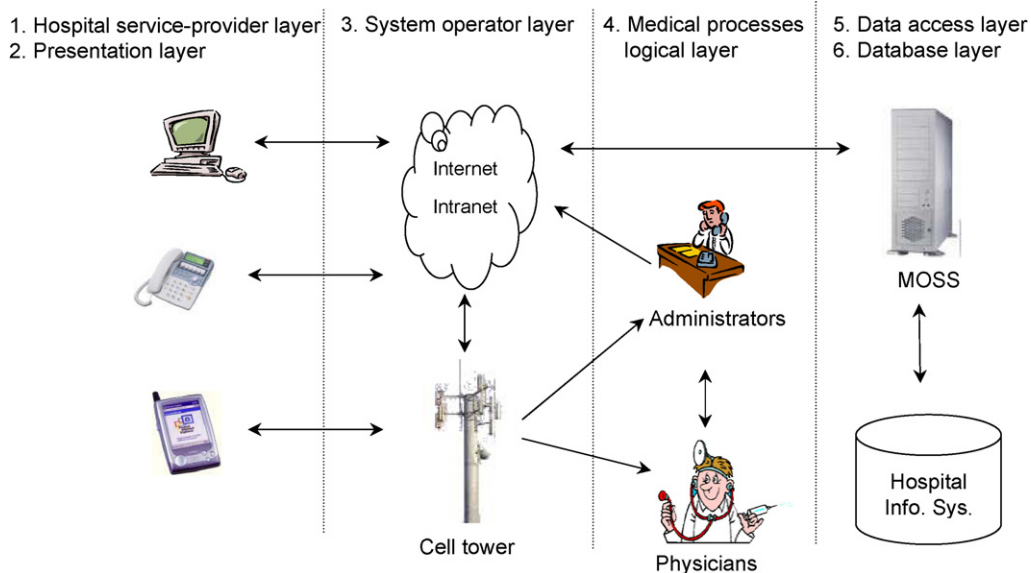 1. Hospital service-provider layer
2. Presentation layer
3. System operator layer
4. Medical processes
logical layer
5. Data access layer
6. Database layer
Internet
Intranet
MOSS
Administrators
Hospital
Info. Sys.
Cell tower
Physicians